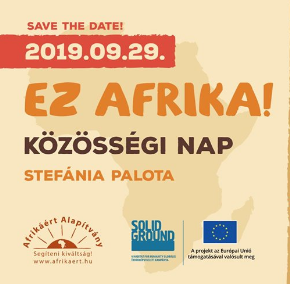 SAVE THE DATE!
2019.09.29.
EZ AFRIKA!
KÖZÖSSÉGI NAP
STEFÁNIA PALOTA
Afrikáért Alapítvány
Segíteni kiváltság!
www.afrikaert.hu
SOLID
GROUND
A projekt az Európai Unió
támogatásával valósult meg